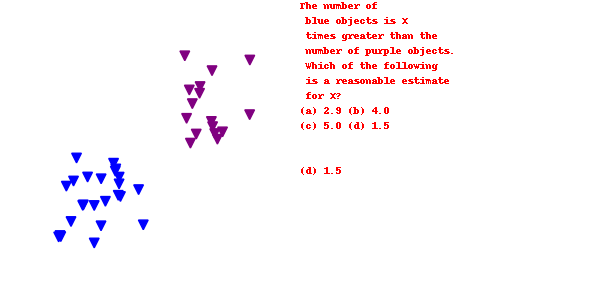 The number of
blue objects is X
times greater than the
number of purple objects.
Which of the following
is a reasonable estimate
for X?
(a) 2.9 (b) 4.0
(c) 5.0 (d) 1.5
(d) 1.5